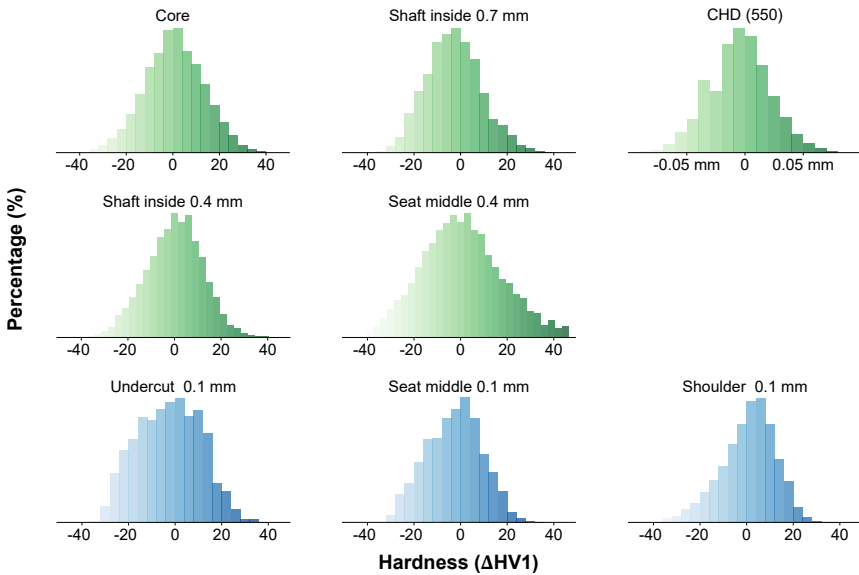 Core
Shaft inside 0.7 mm
CHD (550)
-40 -20 0 20 40
-40 -20 0 20 40
-0.05 mm 0 0.05 mm
Percentage (%)
Shaft inside 0.4 mm
Seat middle 0.4 mm
-40 -20 0 20 40
-40 -20 0 20 40
Undercut 0.1 mm
Seat middle 0.1 mm
Shoulder 0.1 mm
-40 -20 0 20 40
-40 -20 0 20 40
-40 -20 0 20 40
Hardness (ΔHV1)